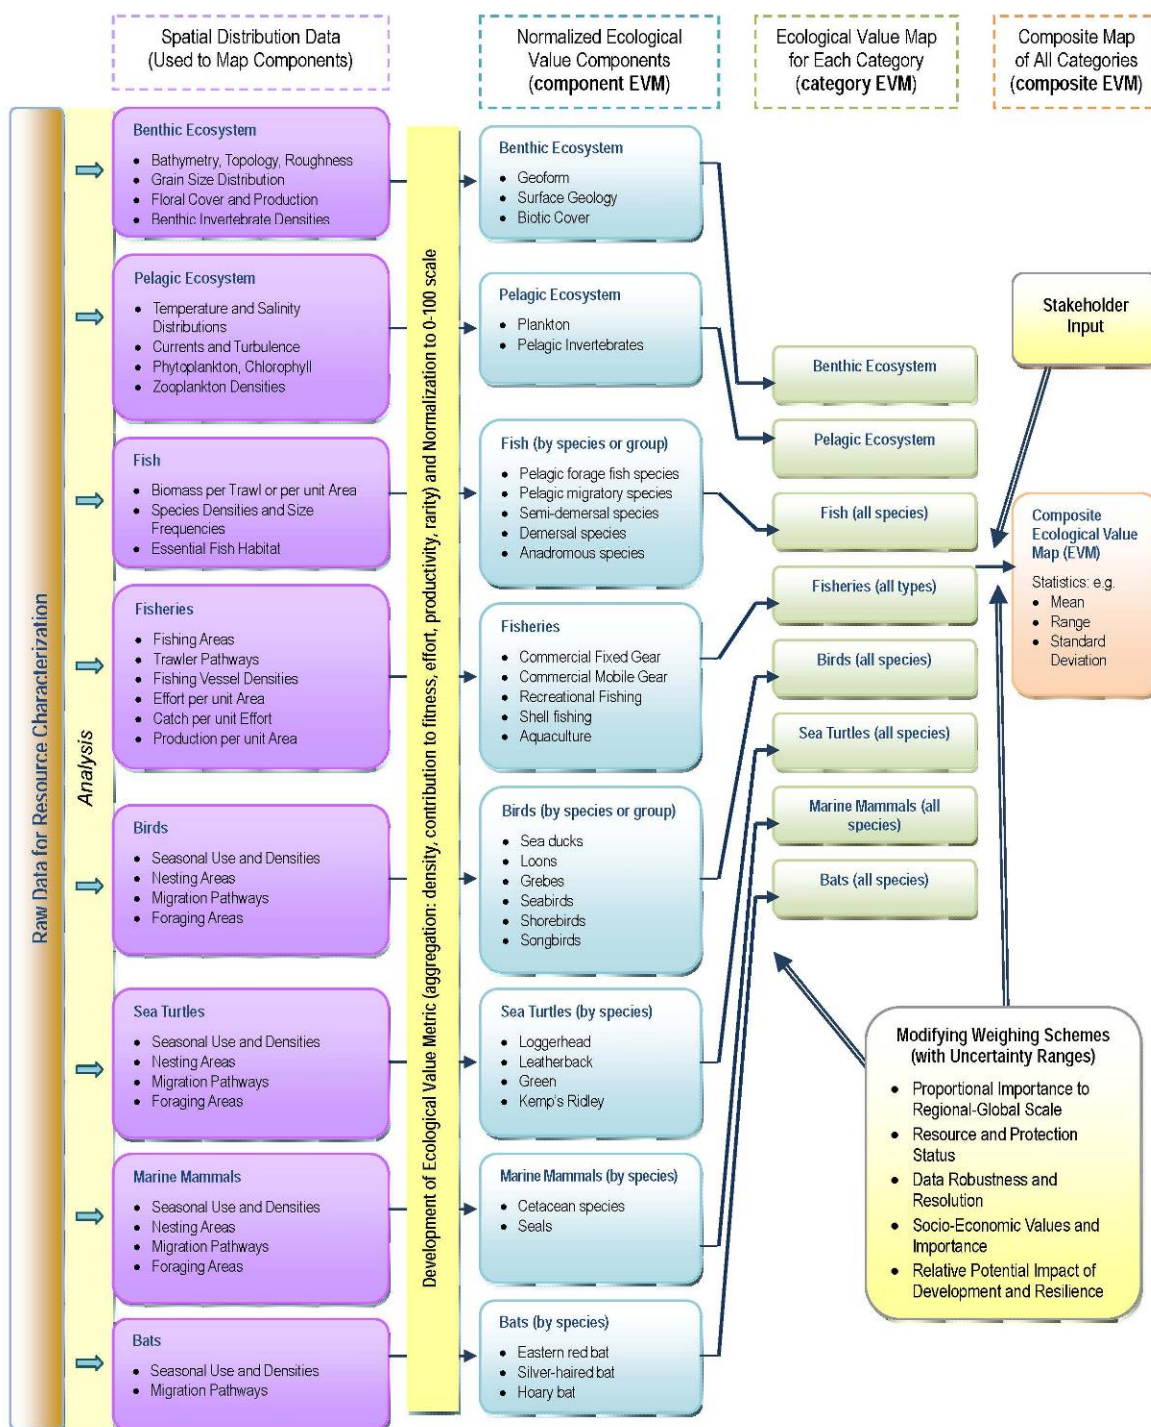 Spatial Distribution Data
(Used to Map Components)
Normalized Ecological
Value Components
(component EVM)
Ecological Value Map
for Each Category
(category EVM)
Composite Map
of All Categories
(composite EVM)
Raw Data for Resource Characterization
Analysis
Benthic Ecosystem
• Bathymetry, Topology, Roughness
• Grain Size Distribution
• Floral Cover and Production
• Benthic Invertebrate Densities
Pelagic Ecosystem
• Temperature and Salinity
Distributions
• Currents and Turbulence
• Phytoplankton, Chlorophyll
• Zooplankton Densities
Fish
• Biomass per Trawl or per unit Area
• Species Densities and Size
Frequencies
• Essential Fish Habitat
Fisheries
• Fishing Areas
• Trawler Pathways
• Fishing Vessel Densities
• Effort per unit Area
• Catch per unit Effort
• Production per unit Area
Birds
• Seasonal Use and Densities
• Nesting Areas
• Migration Pathways
• Foraging Areas
Sea Turtles
• Seasonal Use and Densities
• Nesting Areas
• Migration Pathways
• Foraging Areas
Marine Mammals
• Seasonal Use and Densities
• Nesting Areas
• Migration Pathways
• Foraging Areas
Bats
• Seasonal Use and Densities
• Migration Pathways
Development of Ecological Value Metric (aggregation: density, contribution to fitness, effort, productivity, rarity) and Normalization to 0-100 scale
Benthic Ecosystem
• Geoform
• Surface Geology
• Biotic Cover
Pelagic Ecosystem
• Plankton
• Pelagic Invertebrates
Fish (by species or group)
• Pelagic forage fish species
• Pelagic migratory species
• Semi-demersal species
• Demersal species
• Anadromous species
Fisheries
• Commercial Fixed Gear
• Commercial Mobile Gear
• Recreational Fishing
• Shell fishing
• Aquaculture
Birds (by species or group)
• Sea ducks
• Loons
• Grebes
• Seabirds
• Shorebirds
• Songbirds
Sea Turtles (by species)
• Loggerhead
• Leatherback
• Green
• Kemp's Ridley
Marine Mammals (by species)
• Cetacean species
• Seals
Bats (by species)
• Eastern red bat
• Silver-haired bat
• Hoary bat
Benthic Ecosystem
Pelagic Ecosystem
Fish (all species)
Fisheries (all types)
Birds (all species)
Sea Turtles (all species)
Marine Mammals (all
species)
Bats (all species)
Stakeholder
Input
Composite
Ecological Value
Map (EVM)
Statistics: e.g.
• Mean
• Range
• Standard
Deviation
Modifying Weighing Schemes
(with Uncertainty Ranges)
• Proportional Importance to
Regional-Global Scale
• Resource and Protection
Status
• Data Robustness and
Resolution
• Socio-Economic Values and
Importance
• Relative Potential Impact of
Development and Resilience